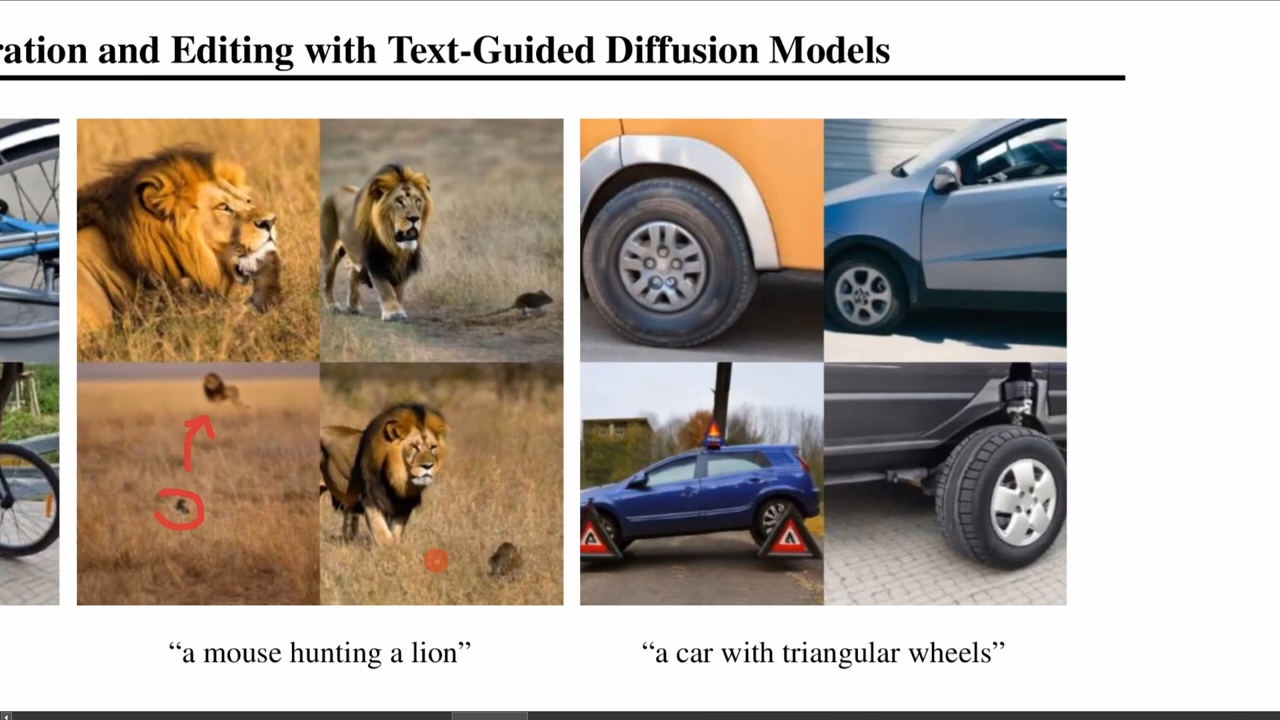 ration and Editing with Text-Guided Diffusion Models
“a mouse hunting a lion”
“a car with triangular wheels”